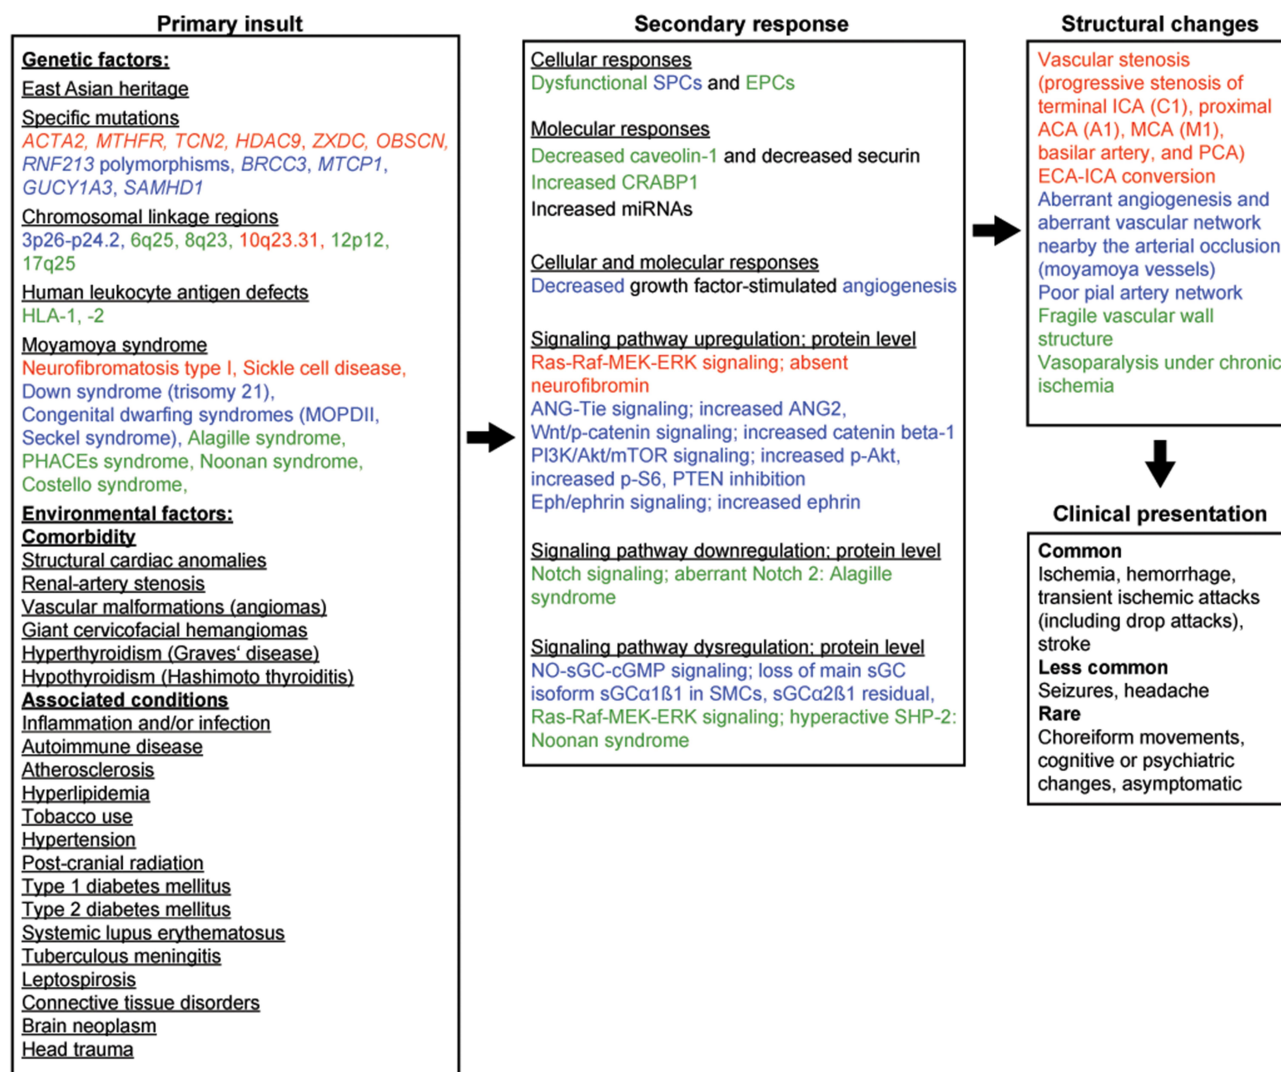 Primary insult
Genetic factors:
East Asian heritage
Specific mutations
ACTA2, MTHFR, TCN2, HDAC9, ZXDC, OBSCN,
RNF213 polymorphisms, BRCC3, MTCP1,
GUCY1A3, SAMHD1
Chromosomal linkage regions
3p26-p24.2, 6q25, 8q23, 10q23.31, 12p12,
17q25
Human leukocyte antigen defects
HLA-1, -2
Moyamoya syndrome
Neurofibromatosis type I, Sickle cell disease,
Down syndrome (trisomy 21),
Congenital dwarfing syndromes (MOPDII,
Seckel syndrome), Alagille syndrome,
PHACEs syndrome, Noonan syndrome,
Costello syndrome,
Environmental factors:
Comorbidity
Structural cardiac anomalies
Renal-artery stenosis
Vascular malformations (angiomas)
Giant cervicofacial hemangiomas
Hyperthyroidism (Graves‘ disease)
Hypothyroidism (Hashimoto thyroiditis)
Associated conditions
Inflammation and/or infection
Autoimmune disease
Atherosclerosis
Hyperlipidemia
Tobacco use
Hypertension
Post-cranial radiation
Type 1 diabetes mellitus
Type 2 diabetes mellitus
Systemic lupus erythematosus
Tuberculous meningitis
Leptospirosis
Connective tissue disorders
Brain neoplasm
Head trauma
Secondary response
Cellular responses
Dysfunctional SPCs and EPCs
Molecular responses
Decreased caveolin-1 and decreased securin
Increased CRABP1
Increased miRNAs
Cellular and molecular responses
Decreased growth factor-stimulated angiogenesis
Signaling pathway upregulation: protein level
Ras-Raf-MEK-ERK signaling; absent
neurofibromin
ANG-Tie signaling; increased ANG2,
Wnt/p-catenin signaling; increased catenin beta-1
PI3K/Akt/mTOR signaling; increased p-Akt,
increased p-S6, PTEN inhibition
Eph/ephrin signaling; increased ephrin
Signaling pathway downregulation: protein level
Notch signaling; aberrant Notch 2: Alagille
syndrome
Signaling pathway dysregulation: protein level
NO-sGC-cGMP signaling; loss of main sGC
isoform sGCα1ß1 in SMCs, sGCα2ß1 residual,
Ras-Raf-MEK-ERK signaling; hyperactive SHP-2:
Noonan syndrome
Structural changes
Vascular stenosis
(progressive stenosis of
terminal ICA (C1), proximal
ACA (A1), MCA (M1),
basilar artery, and PCA)
ECA-ICA conversion
Aberrant angiogenesis and
aberrant vascular network
nearby the arterial occlusion
(moyamoya vessels)
Poor pial artery network
Fragile vascular wall
structure
Vasoparalysis under chronic
ischemia
Clinical presentation
Common
Ischemia, hemorrhage,
transient ischemic attacks
(including drop attacks),
stroke
Less common
Seizures, headache
Rare
Choreiform movements,
cognitive or psychiatric
changes, asymptomatic